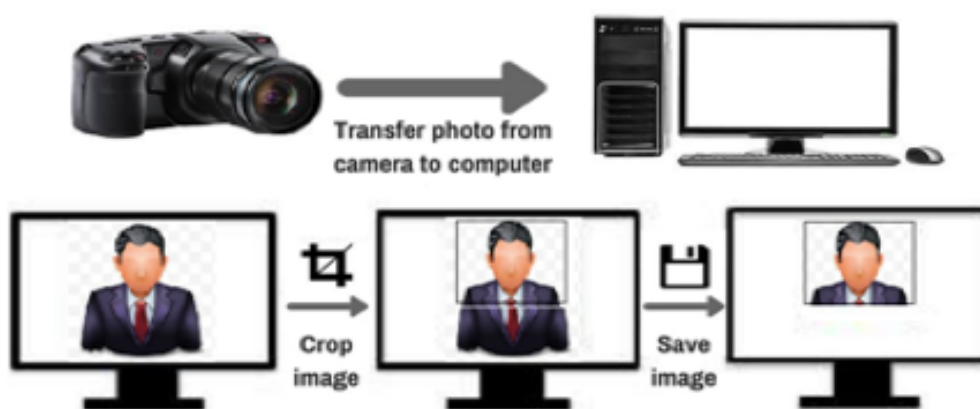 Transfer photo from
camera to computer
Crop
image
Save
image